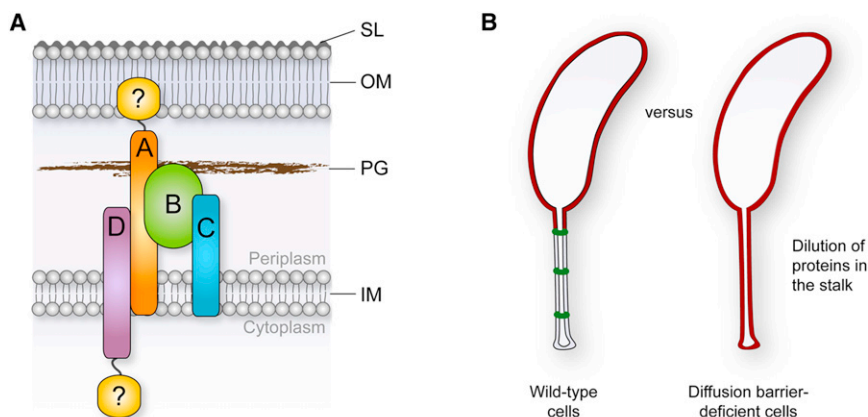 A
SL
OM
?
A
PG
B
D
C
Periplasm
IM
Cytoplasm
?
B
versus
Dilution of
proteins in
the stalk
Wild-type
cells
Diffusion barrier-
deficient cells